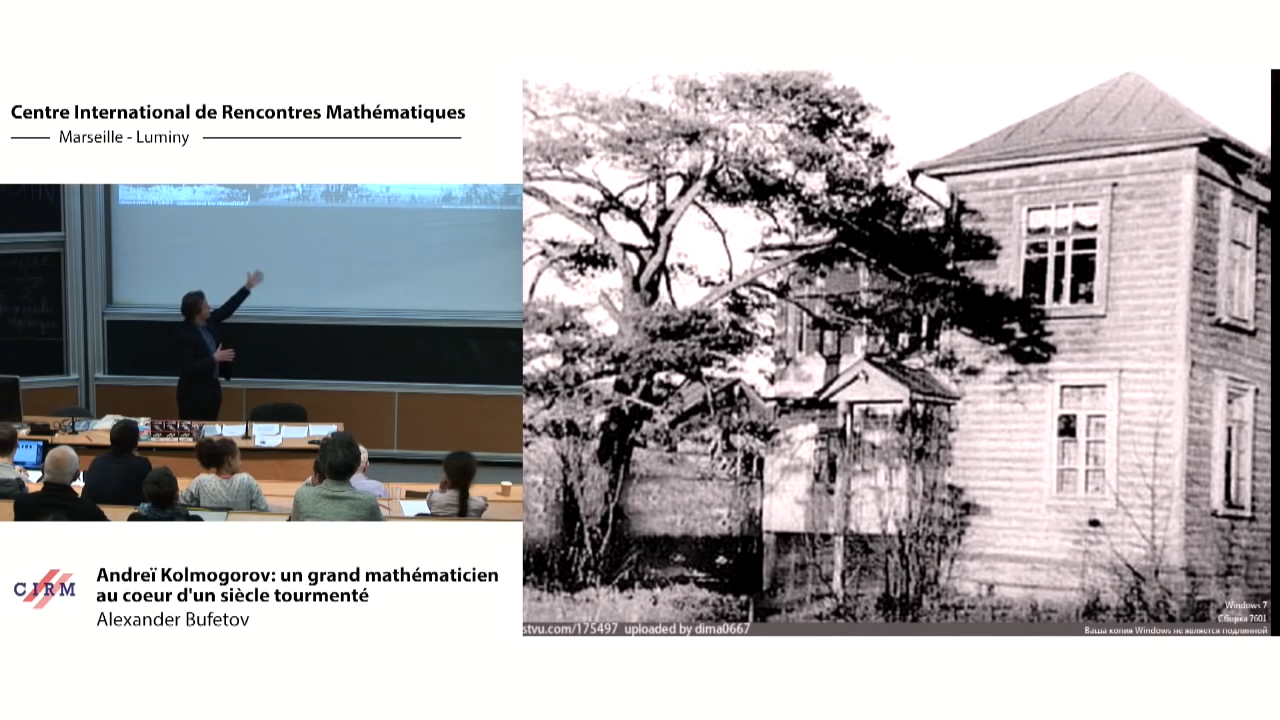 Centre International de Rencontres Mathématiques
Marseille - Luminy
CIRM
Andreï Kolmogorov: un grand mathématicien
au coeur d'un siècle tourmenté
Alexander Bufetov
stvu.com/175497 uploaded by dima0667
Windows 7
Сборка 7601
Ваша копия Windows не является подлинной